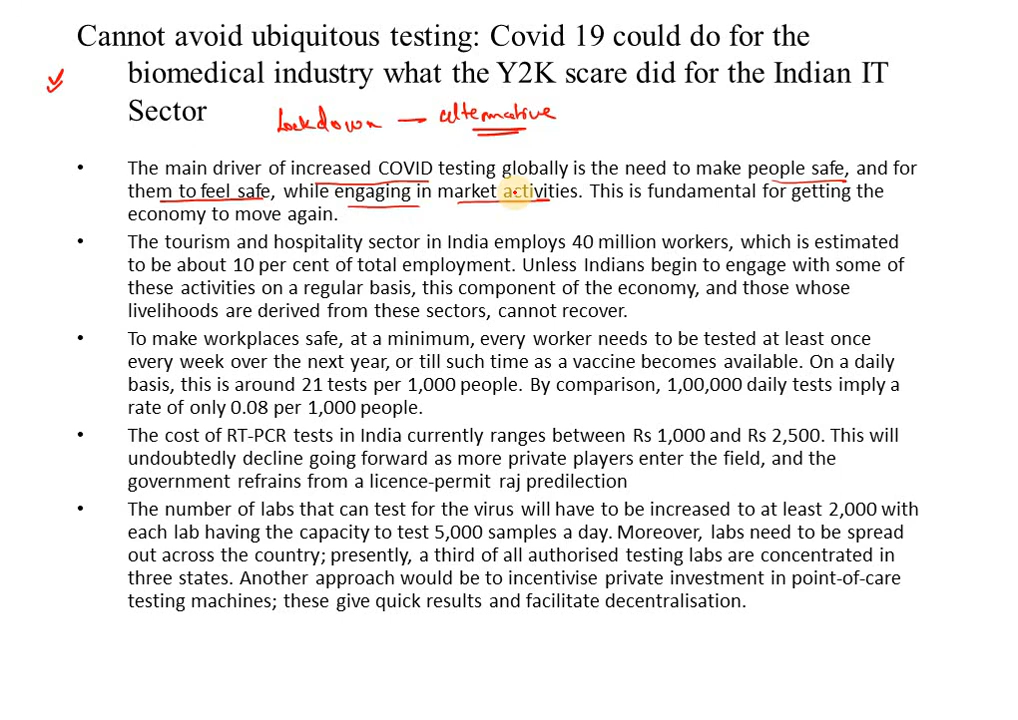 Cannot avoid ubiquitous testing: Covid 19 could do for the
biomedical industry what the Y2K scare did for the Indian IT
Sector
Lockdown — alternative
• The main driver of increased COVID testing globally is the need to make people safe, and for
them to feel safe, while engaging in market activities. This is fundamental for getting the
economy to move again.
• The tourism and hospitality sector in India employs 40 million workers, which is estimated
to be about 10 per cent of total employment. Unless Indians begin to engage with some of
these activities on a regular basis, this component of the economy, and those whose
livelihoods are derived from these sectors, cannot recover.
• To make workplaces safe, at a minimum, every worker needs to be tested at least once
every week over the next year, or till such time as a vaccine becomes available. On a daily
basis, this is around 21 tests per 1,000 people. By comparison, 1,00,000 daily tests imply a
rate of only 0.08 per 1,000 people.
• The cost of RT-PCR tests in India currently ranges between Rs 1,000 and Rs 2,500. This will
undoubtedly decline going forward as more private players enter the field, and the
government refrains from a licence-permit raj predilection
• The number of labs that can test for the virus will have to be increased to at least 2,000 with
each lab having the capacity to test 5,000 samples a day. Moreover, labs need to be spread
out across the country; presently, a third of all authorised testing labs are concentrated in
three states. Another approach would be to incentivise private investment in point-of-care
testing machines; these give quick results and facilitate decentralisation.